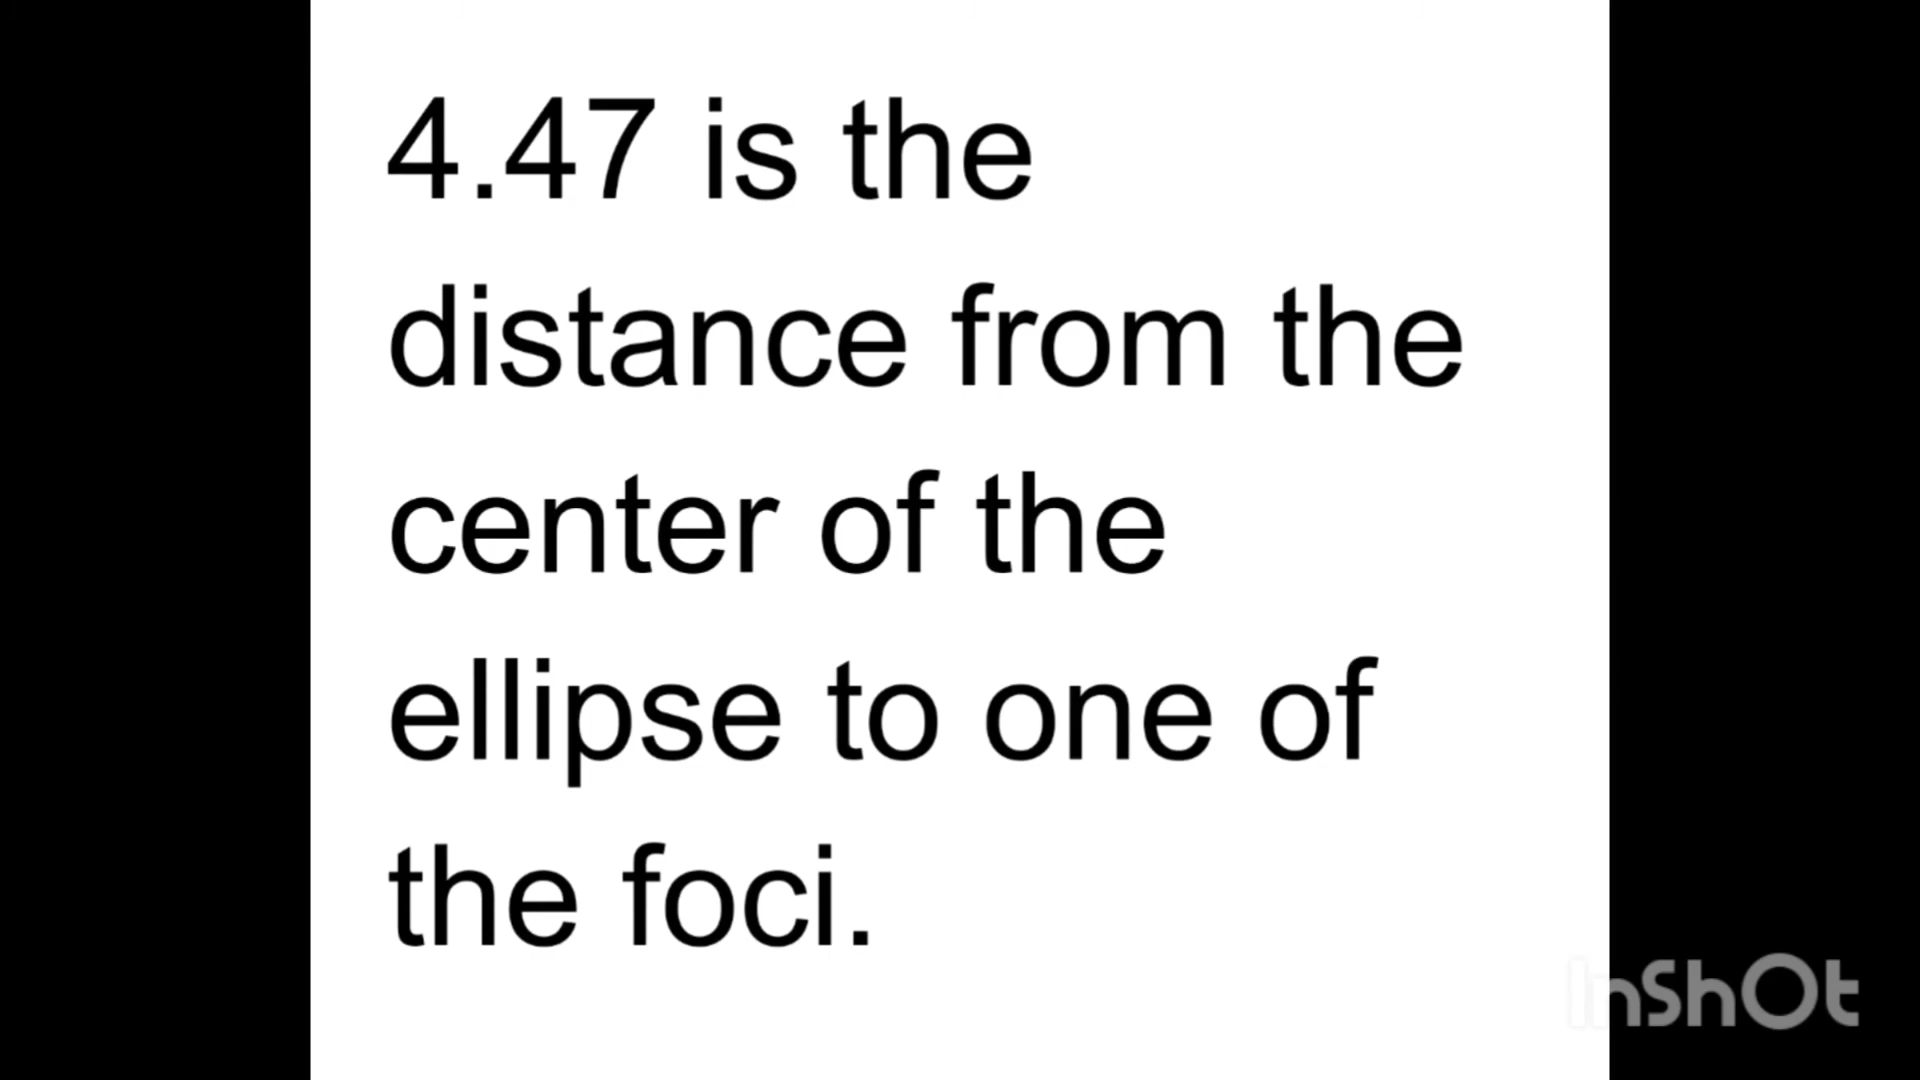 4.47 is the
distance from the
center of the
ellipse to one of
the foci.
InShOt